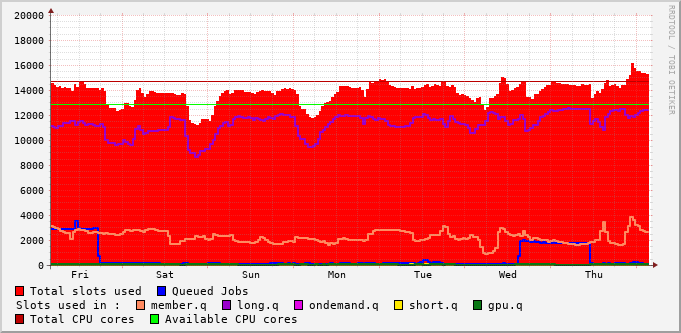 RRDTOOL / TOBI OETIKER
20000
18000
16000
14000
12000
10000
8000
6000
4000
2000
0
Fri Sat Sun Mon Tue Wed Thu
Total slots used Queued Jobs
Slots used in : member.q long.q ondemand.q short.q gpu.q
Total CPU cores Available CPU cores